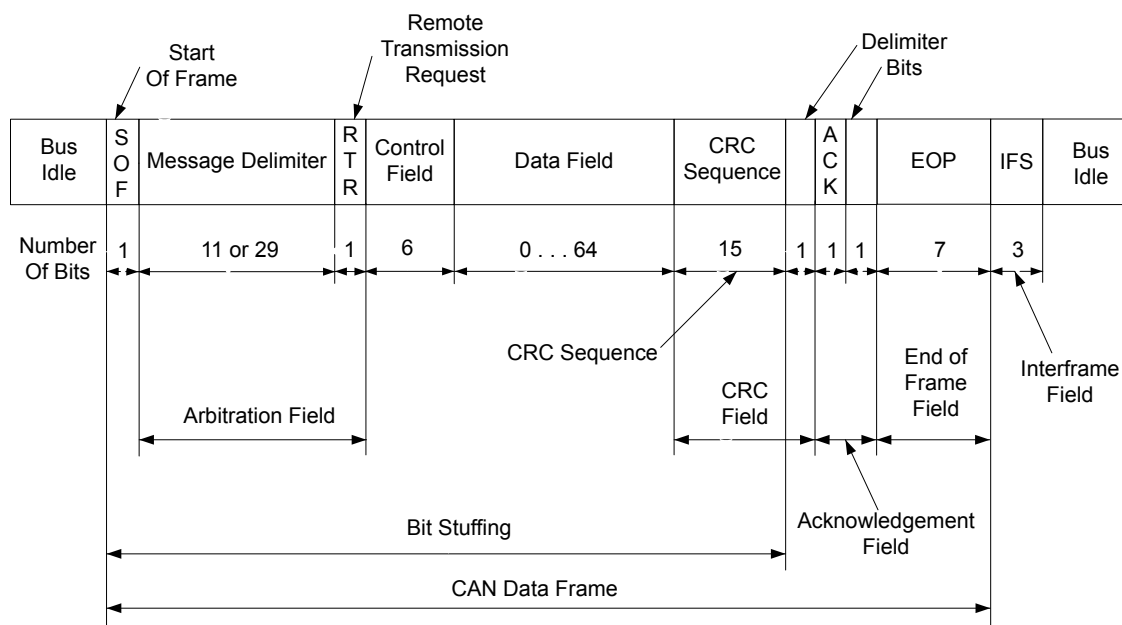 Remote
Transmission
Request
Start
Of Frame
Delimiter
Bits
Bus
Idle
S
O
F
Message Delimiter
R
T
R
Control
Field
Data Field
CRC
Sequence
A
C
K
EOP
IFS
Bus
Idle
Number
Of Bits
1
11 or 29
1
6
0 . . . 64
15
1
1
1
7
3
CRC Sequence
End of
Frame
Field
Interframe
Field
Arbitration Field
CRC
Field
Bit Stuffing
Acknowledgement
Field
CAN Data Frame